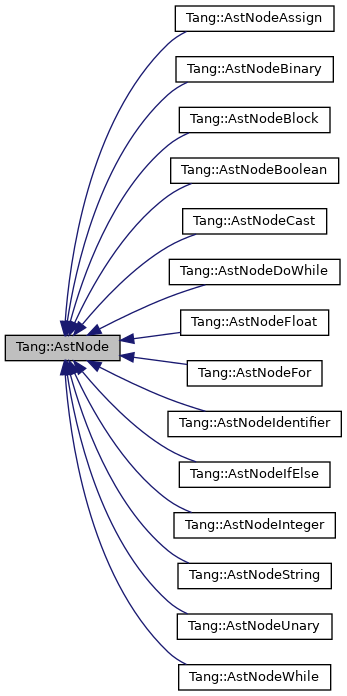 Tang::AstNodeAssign
Tang::AstNodeBinary
Tang::AstNodeBlock
Tang::AstNodeBoolean
Tang::AstNodeCast
Tang::AstNodeDoWhile
Tang::AstNodeFloat
Tang::AstNode
Tang::AstNodeFor
Tang::AstNodeIdentifier
Tang::AstNodeIfElse
Tang::AstNodeInteger
Tang::AstNodeString
Tang::AstNodeUnary
Tang::AstNodeWhile